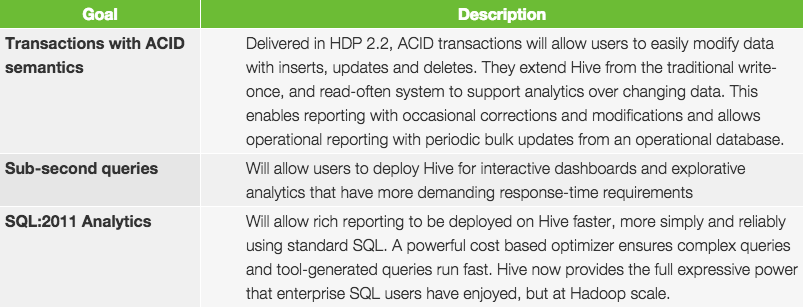 Goal Description
Transactions with ACID semantics
Delivered in HDP 2.2, ACID transactions will allow users to easily modify data
with inserts, updates and deletes. They extend Hive from the traditional write-
once, and read-often system to support analytics over changing data. This
enables reporting with occasional corrections and modifications and allows
operational reporting with periodic bulk updates from an operational database.
Sub-second queries
Will allow users to deploy Hive for interactive dashboards and explorative
analytics that have more demanding response-time requirements
SQL:2011 Analytics
Will allow rich reporting to be deployed on Hive faster, more simply and reliably
using standard SQL. A powerful cost based optimizer ensures complex queries
and tool-generated queries run fast. Hive now provides the full expressive power
that enterprise SQL users have enjoyed, but at Hadoop scale.